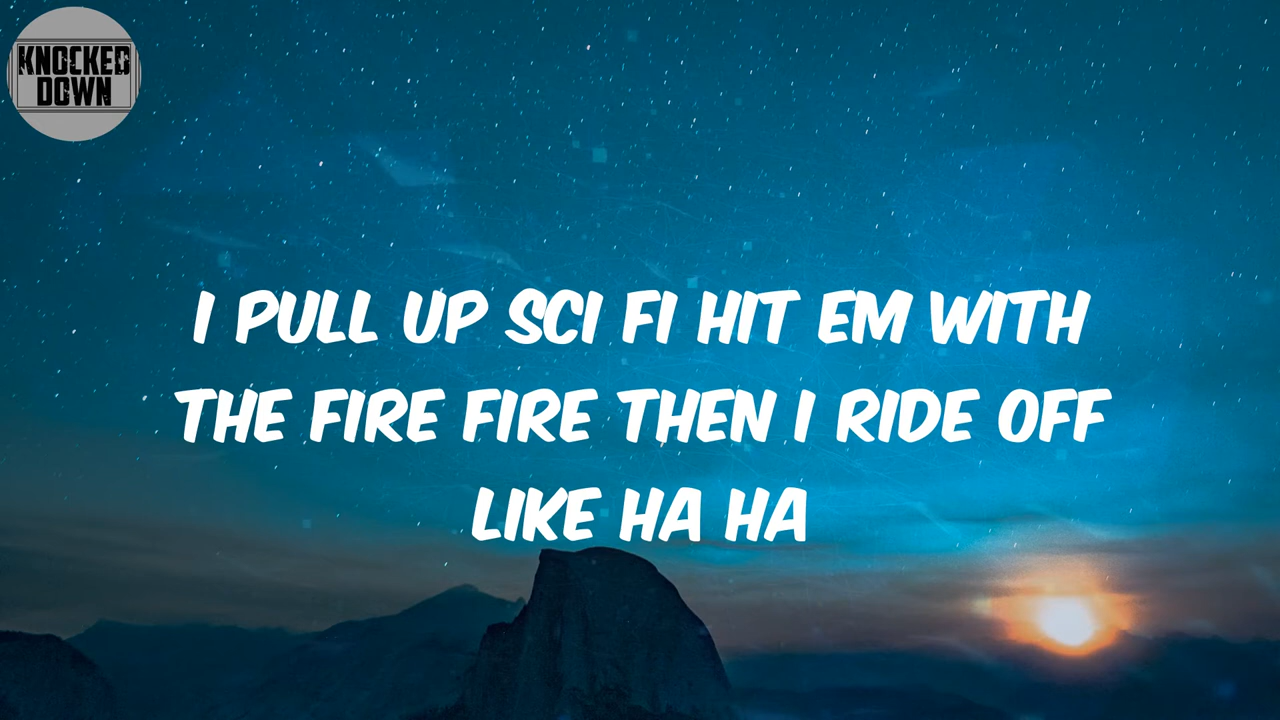 KNOCKED
DOWN
I PULL UP SCI FI HIT EM WITH
THE FIRE FIRE THEN I RIDE OFF
LIKE HA HA